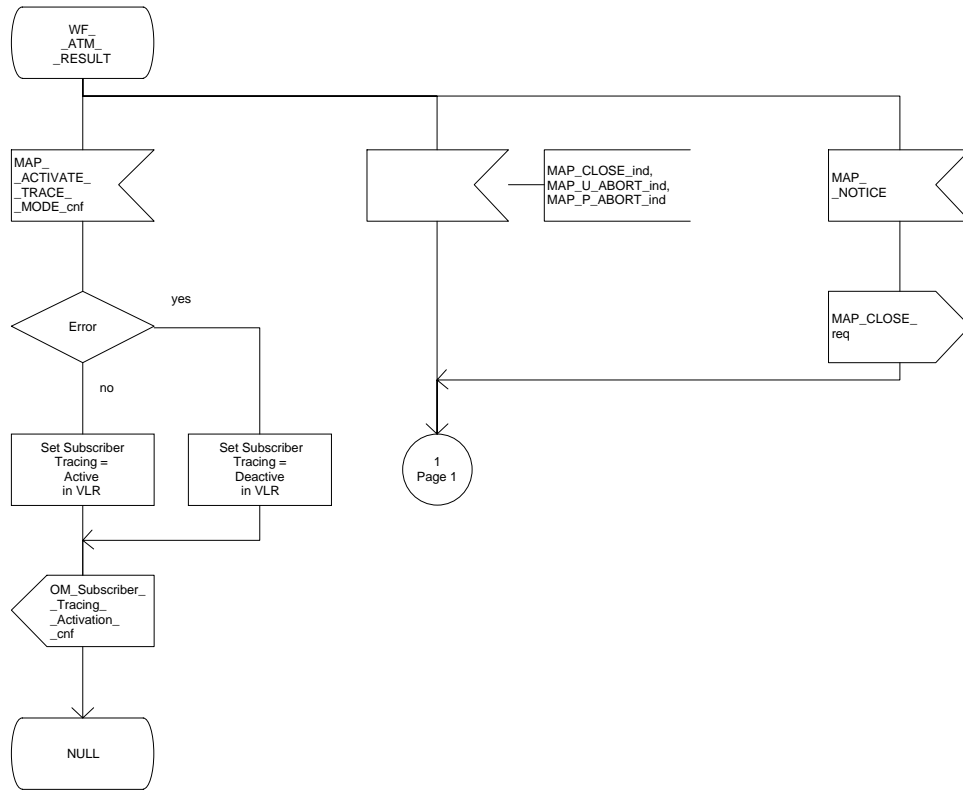 WF_
_ATM_
_RESULT
MAP_
_ACTIVATE_
_TRACE_
_MODE_cnf
MAP_CLOSE_ind,
MAP_U_ABORT_ind,
MAP_P_ABORT_ind
MAP_
_NOTICE
yes
Error
MAP_CLOSE_
req
no
Set Subscriber
Tracing =
Active
in VLR
Set Subscriber
Tracing =
Deactive
in VLR
1
Page 1
OM_Subscriber_
_Tracing_
_Activation_
_cnf
NULL